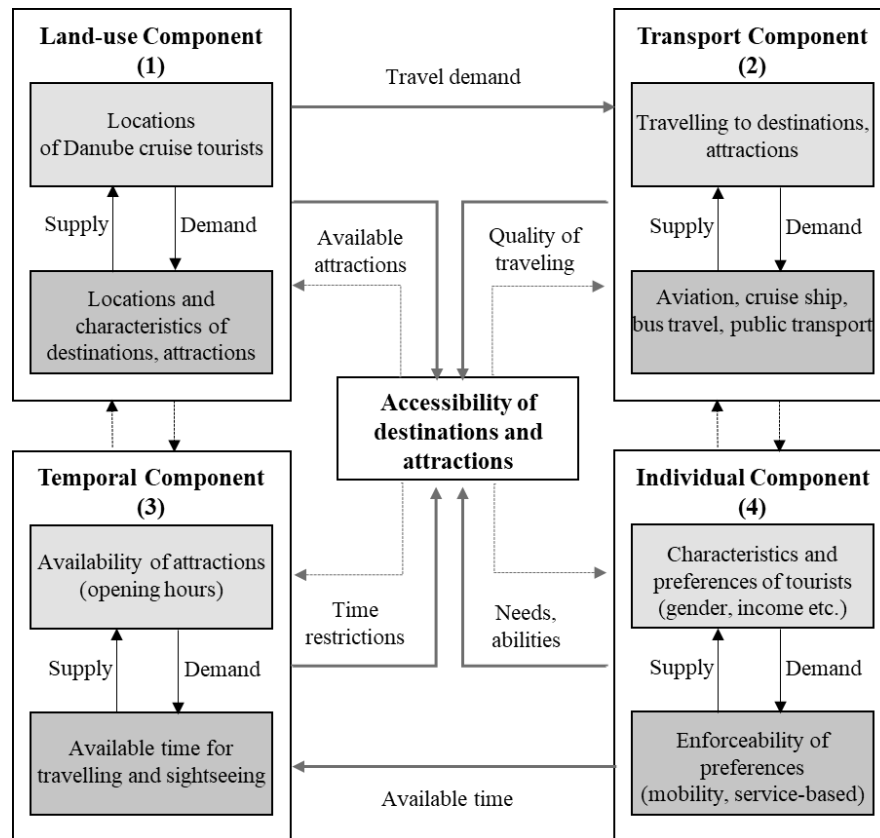 Land-use Component
(1)
Locations
of Danube cruise tourists
Supply
Demand
Locations and
characteristics of
destinations, attractions
Travel demand
Transport Component
(2)
Travelling to destinations,
attractions
Supply
Demand
Aviation, cruise ship,
bus travel, public transport
Available
attractions
Quality of
traveling
Accessibility of
destinations and
attractions
Temporal Component
(3)
Availability of attractions
(opening hours)
Supply
Demand
Available time for
travelling and sightseeing
Time
restrictions
Needs,
abilities
Individual Component
(4)
Characteristics and
preferences of tourists
(gender, income etc.)
Supply
Demand
Enforceability of
preferences
(mobility, service-based)
Available time